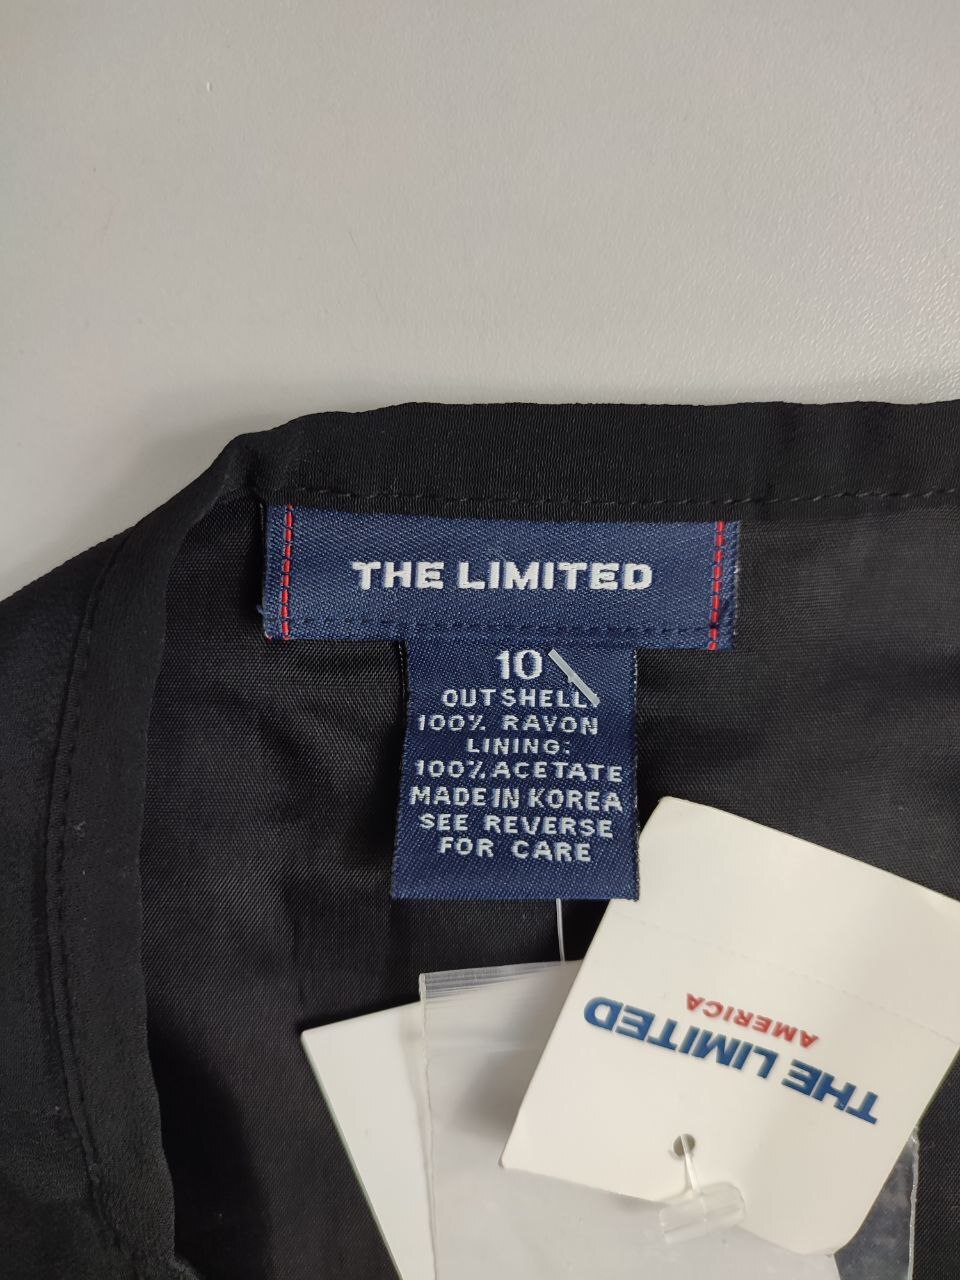 THE LIMITED
10
OUTSHELL:
100% RAYON
LINING:
100% ACETATE
MADE IN KOREA
SEE REVERSE
FOR CARE
THE LIMITED
AMERICA